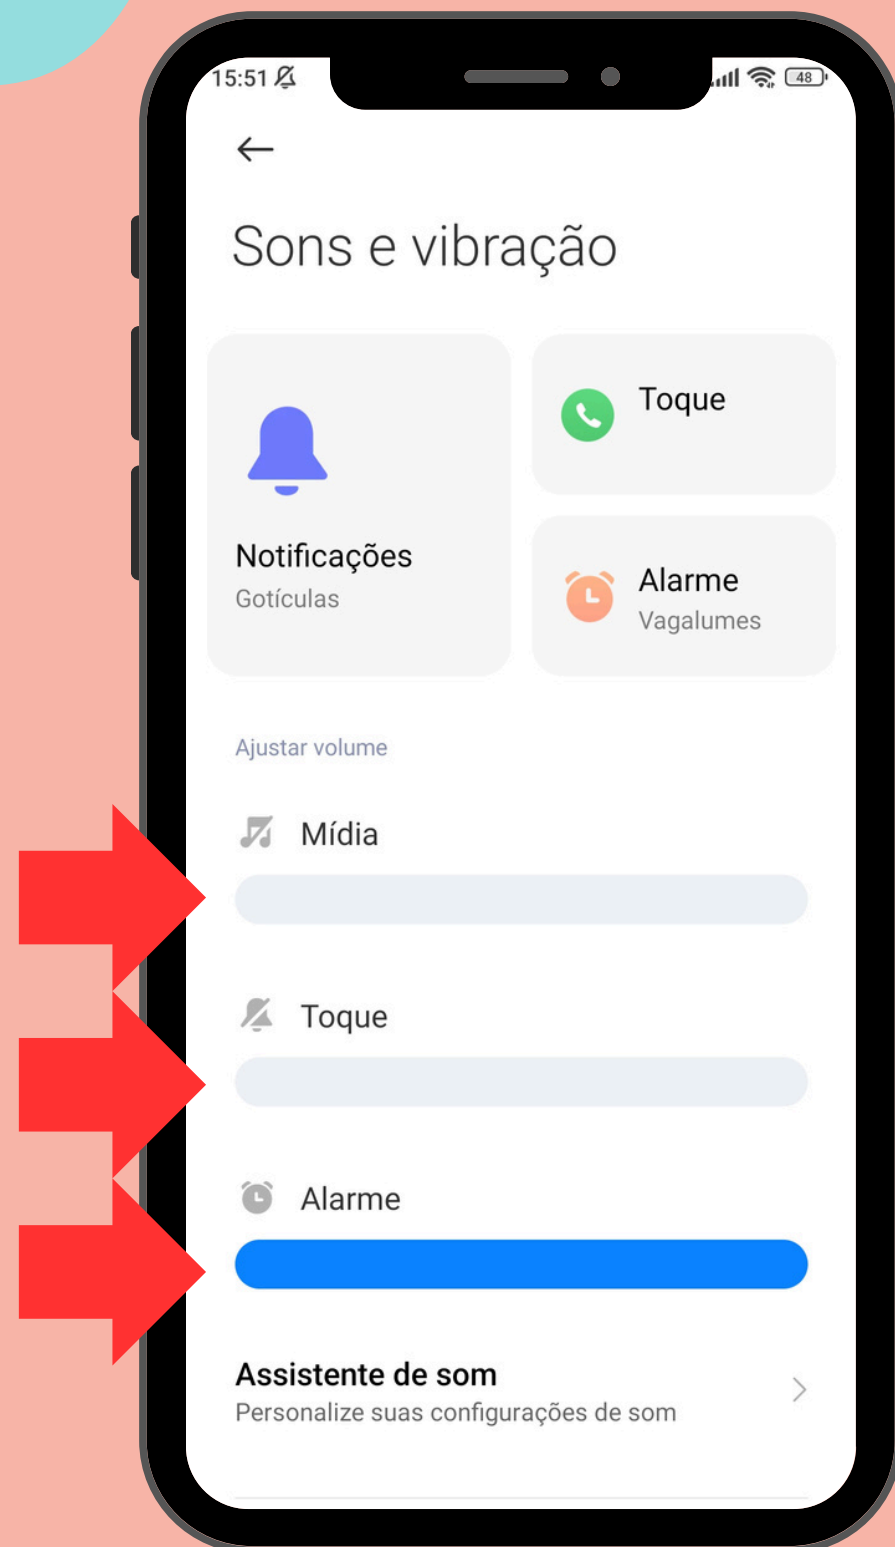 15:51
48
Sons e vibração
Notificações
Gotículas
Toque
Alarme
Vagalumes
Ajustar volume
Mídia
Toque
Alarme
Assistente de som
Personalize suas configurações de som